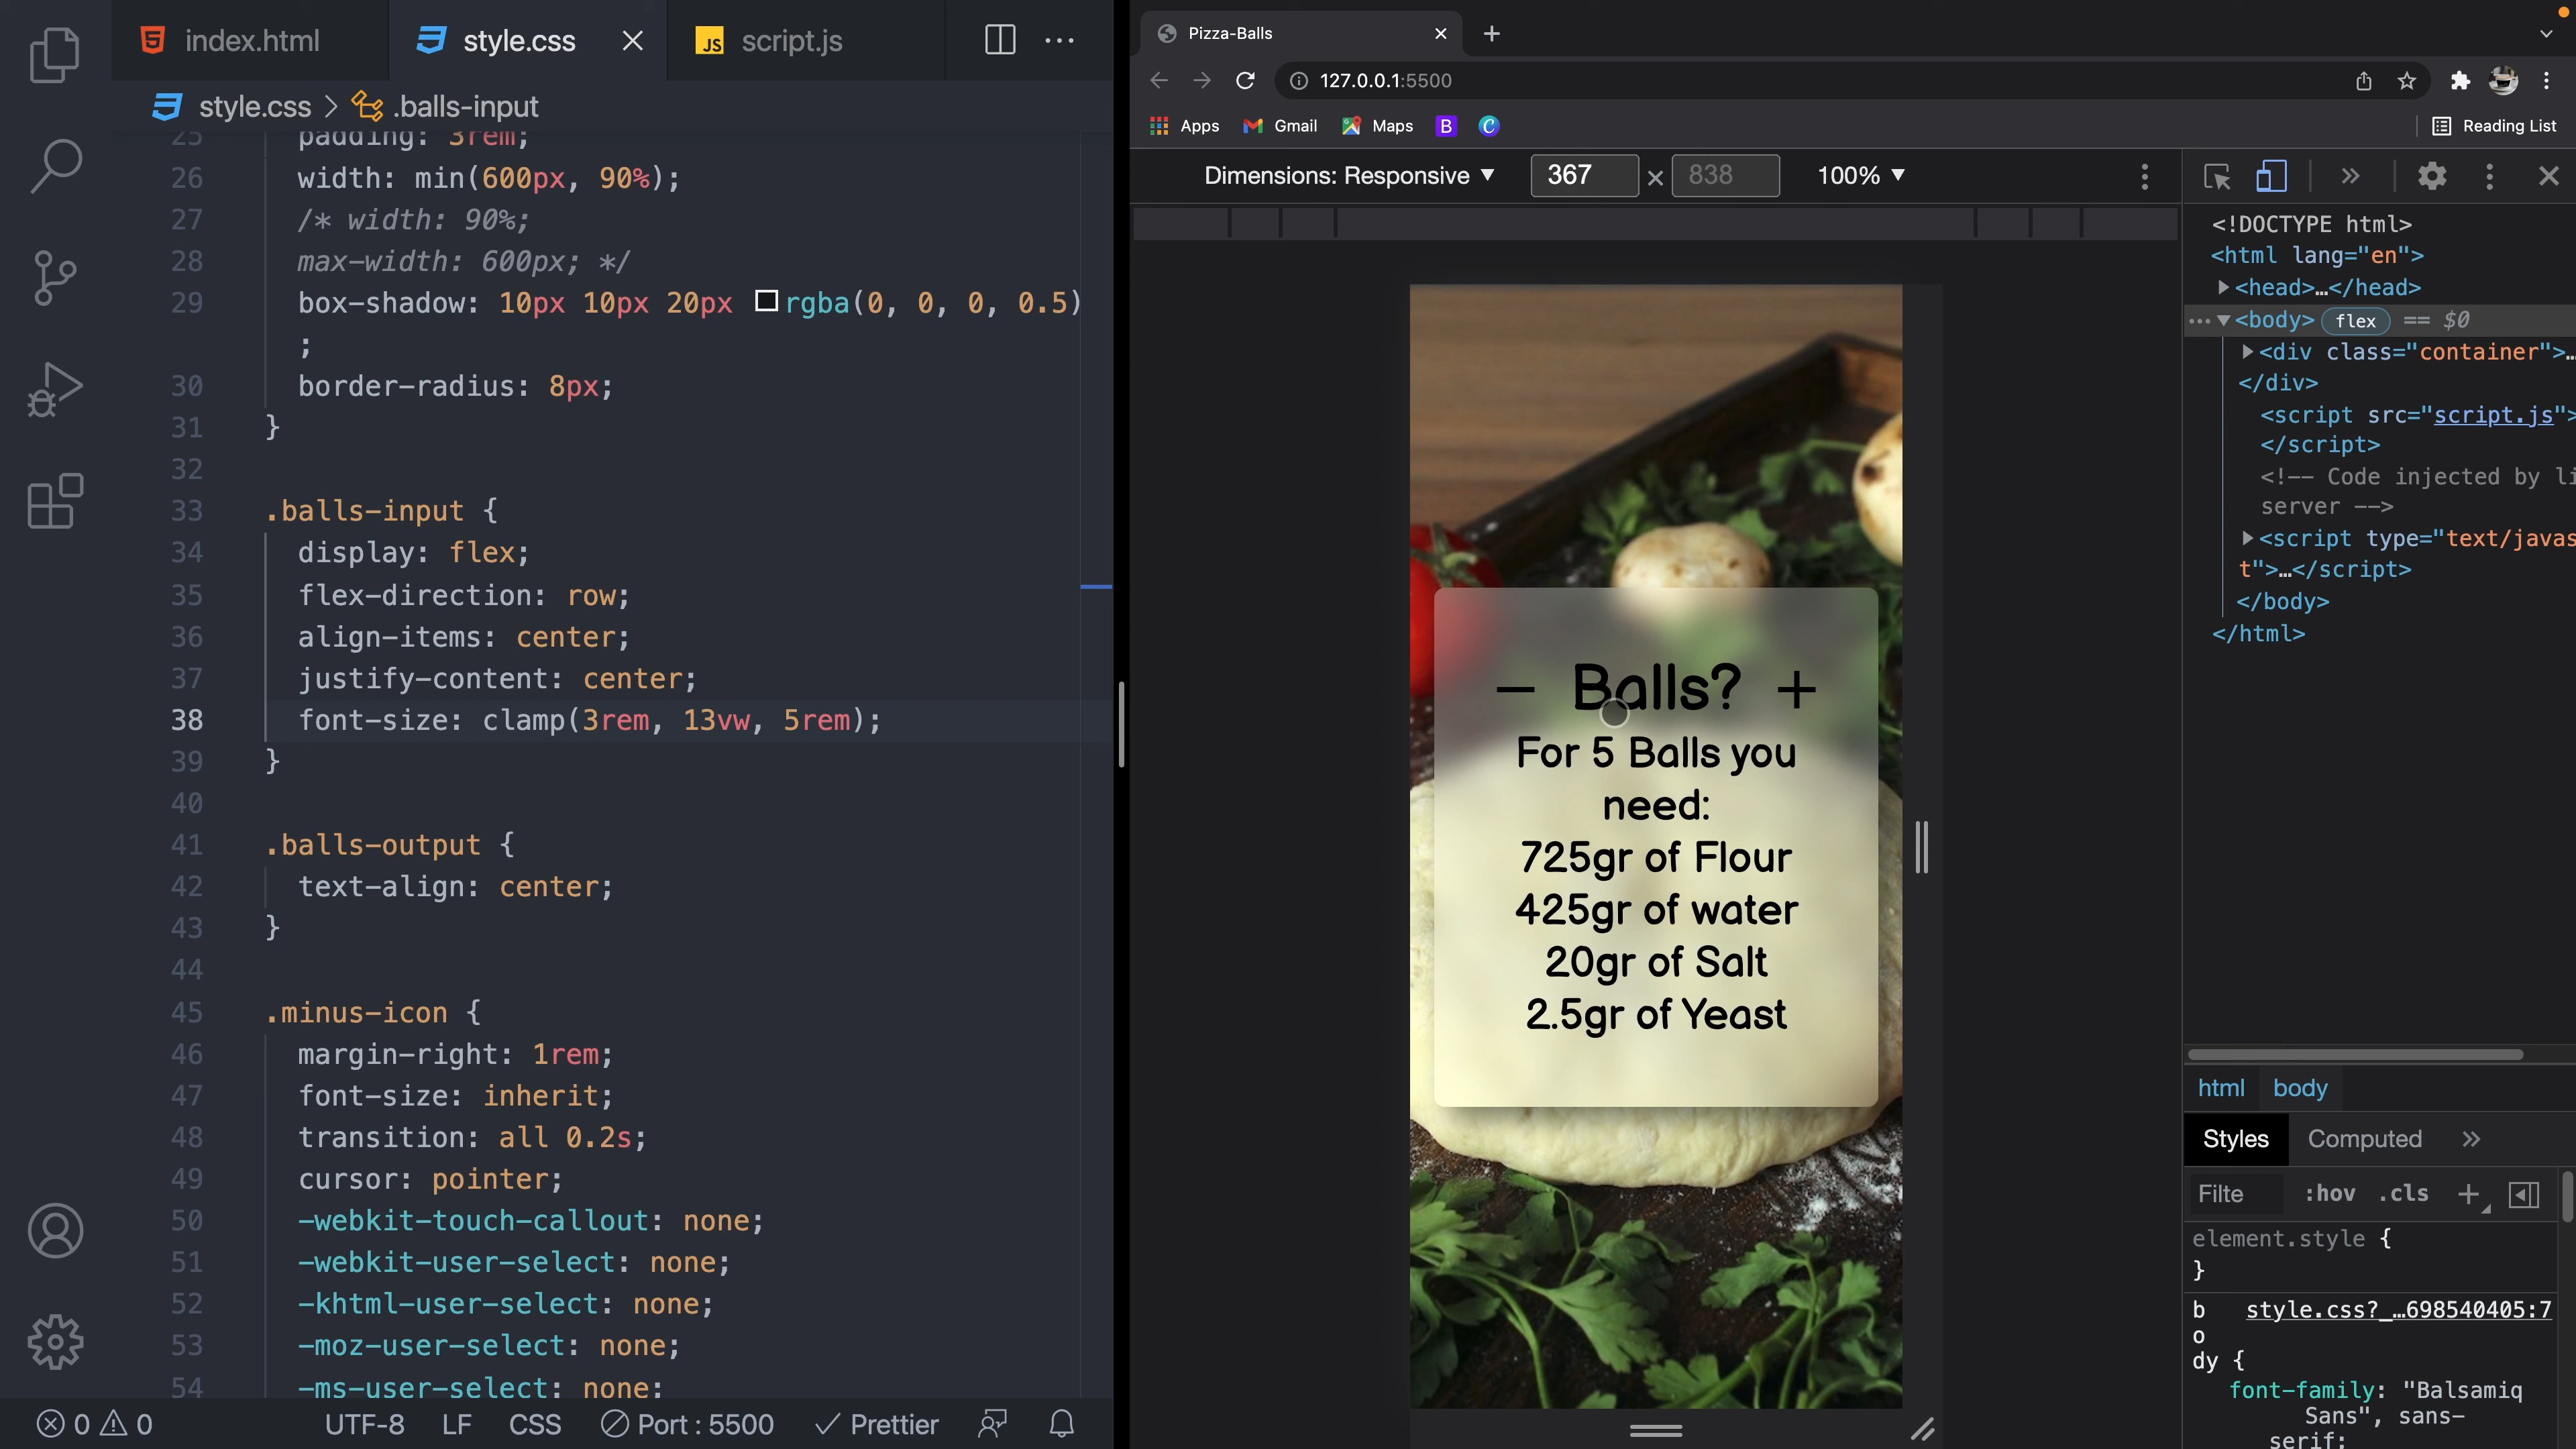 index.html
style.css
JS script.js
style.css > .balls-input
25 padding: 3rem;
26 width: min(600px, 90%);
27 /* width: 90%;
28 max-width: 600px; */
29 box-shadow: 10px 10px 20px rgba(0, 0, 0, 0.5)
;
30 border-radius: 8px;
31 }
32
33 .balls-input {
34 display: flex;
35 flex-direction: row;
36 align-items: center;
37 justify-content: center;
38 font-size: clamp(3rem, 13vw, 5rem);
39 }
40
41 .balls-output {
42 text-align: center;
43 }
44
45 .minus-icon {
46 margin-right: 1rem;
47 font-size: inherit;
48 transition: all 0.2s;
49 cursor: pointer;
50 -webkit-touch-callout: none;
51 -webkit-user-select: none;
52 -khtml-user-select: none;
53 -moz-user-select: none;
54 -ms-user-select: none;
0 0 UTF-8 LF CSS Port : 5500 Prettier
Pizza-Balls
127.0.0.1:5500
Apps Gmail Maps B C Reading List
Dimensions: Responsive 367 × 838 100%
− Balls? +
For 5 Balls you
need:
725gr of Flour
425gr of water
20gr of Salt
2.5gr of Yeast
<!DOCTYPE html>
<html lang="en">
<head>…</head>
<body> flex == $0
<div class="container">…
</div>
<script src="script.js">
</script>
<!-- Code injected by li
server -->
<script type="text/javas
t">…</script>
</body>
</html>
html body
Styles Computed
Filte :hov .cls
element.style {
}
b style.css?_…698540405:7
o
dy {
font-family: "Balsamiq
Sans", sans-
serif;